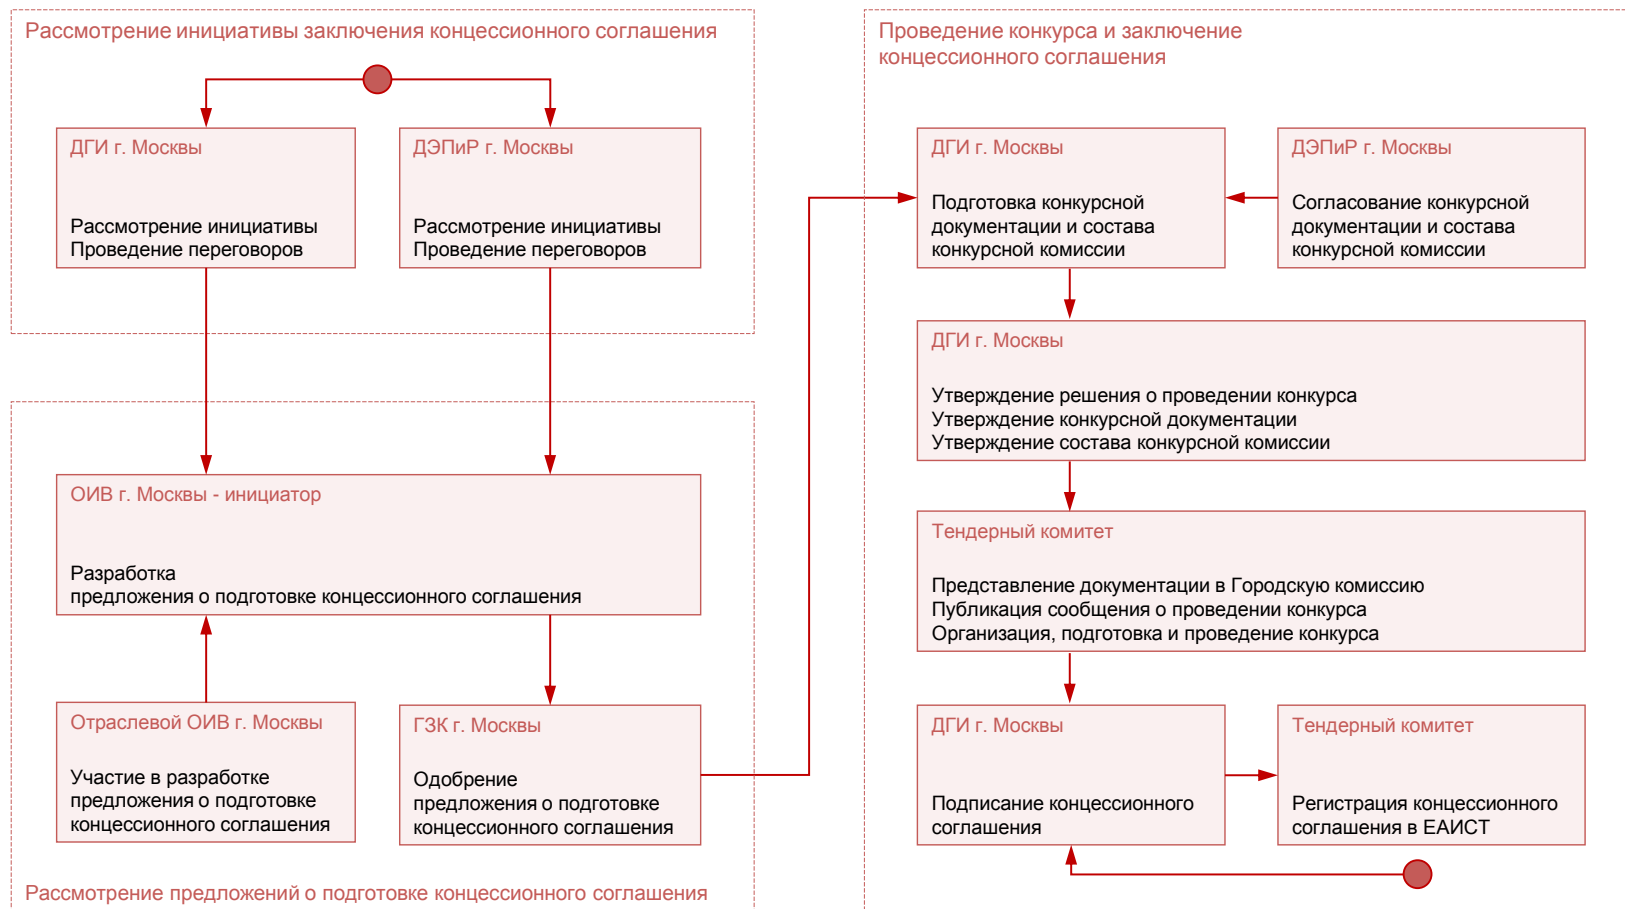 Рассмотрение инициативы заключения концессионного соглашения
ДГИ г. Москвы
Рассмотрение инициативы
Проведение переговоров
ДЭПиР г. Москвы
Рассмотрение инициативы
Проведение переговоров
ОИВ г. Москвы - инициатор
Разработка
предложения о подготовке концессионного соглашения
Отраслевой ОИВ г. Москвы
Участие в разработке
предложения о подготовке
концессионного соглашения
ГЗК г. Москвы
Одобрение
предложения о подготовке
концессионного соглашения
Рассмотрение предложений о подготовке концессионного соглашения
Проведение конкурса и заключение
концессионного соглашения
ДГИ г. Москвы
Подготовка конкурсной
документации и состава
конкурсной комиссии
ДЭПиР г. Москвы
Согласование конкурсной
документации и состава
конкурсной комиссии
ДГИ г. Москвы
Утверждение решения о проведении конкурса
Утверждение конкурсной документации
Утверждение состава конкурсной комиссии
Тендерный комитет
Представление документации в Городскую комиссию
Публикация сообщения о проведении конкурса
Организация, подготовка и проведение конкурса
ДГИ г. Москвы
Подписание концессионного
соглашения
Тендерный комитет
Регистрация концессионного
соглашения в ЕАИСТ